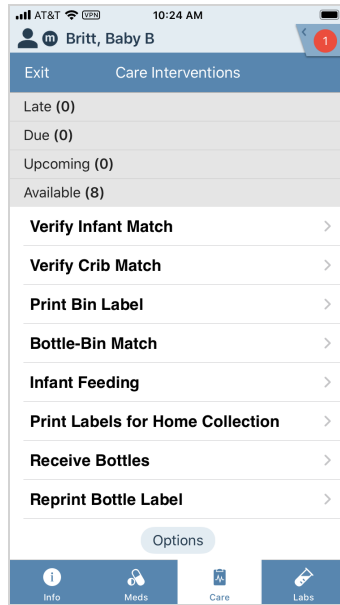 AT&T VPN 10:24 AM
m Britt, Baby B 1
Exit Care Interventions
Late (0)
Due (0)
Upcoming (0)
Available (8)
Verify Infant Match
Verify Crib Match
Print Bin Label
Bottle-Bin Match
Infant Feeding
Print Labels for Home Collection
Receive Bottles
Reprint Bottle Label
Options
Info Meds Care Labs